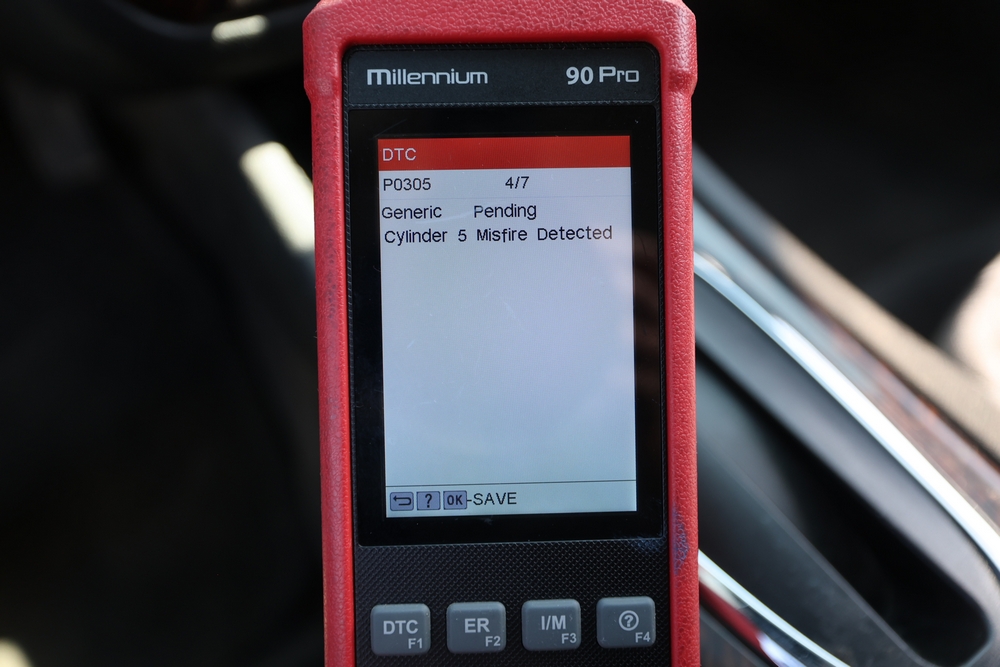 Millennium 90 Pro
DTC
P0305 4/7
Generic Pending
Cylinder 5 Misfire Detected
? OK-SAVE
DTC F1 ER F2 I/M F3 ? F4